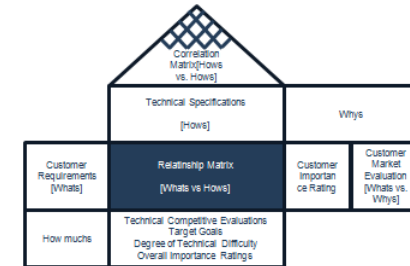 Correlation
Matrix[Hows
vs. Hows]
Technical Specifications
[Hows]
Whys
Customer
Requirements
[Whats]
Relatinship Matrix
[Whats vs Hows]
Customer
Importan
ce Rating
Customer
Market
Evaluation
[Whats vs.
Whys]
How muchs
Technical Competitive Evaluations
Target Goals
Degree of Technical Difficulty
Overall Importance Ratings